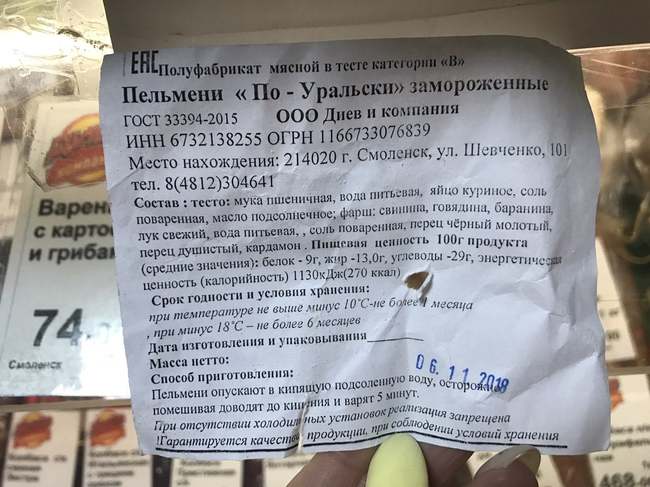 ЕАС Полуфабрикат мясной в тесте категории «В»
Пельмени « По - Уральски» замороженные
ГОСТ 33394-2015 ООО Диев и компания
ИНН 6732138255 ОГРН 1166733076839
Место нахождения: 214020 г. Смоленск, ул. Шевченко, 101
тел. 8(4812)304641
Состав : тесто: мука пшеничная, вода питьевая, яйцо куриное, соль
поваренная, масло подсолнечное; фарш: свинина, говядина, баранина,
лук свежий, вода питьевая, , соль поваренная, перец чёрный молотый,
перец душистый, кардамон . Пищевая ценность 100г продукта
(средние значения): белок - 9г, жир -13,0г, углеводы -29г, энергетическа
ценность (калорийность) 1130кДж(270 ккал)
Срок годности и условия хранения:
при температуре не выше минус 10°С-не более 1 месяца
, при минус 18°С – не более 6 месяцев
Дата изготовления и упаковывания
06.11.2018
Масса нетто:
Способ приготовления:
Пельмени опускают в кипящую подсоленную воду, осторожно
помешивая доводят до кипения и варят 5 минут.
При отсутствии холодильных установок реализация запрещена
!Гарантируется качество продукции, при соблюдении условий хранения
Варен
с карто
и гриба
74
Смоленск